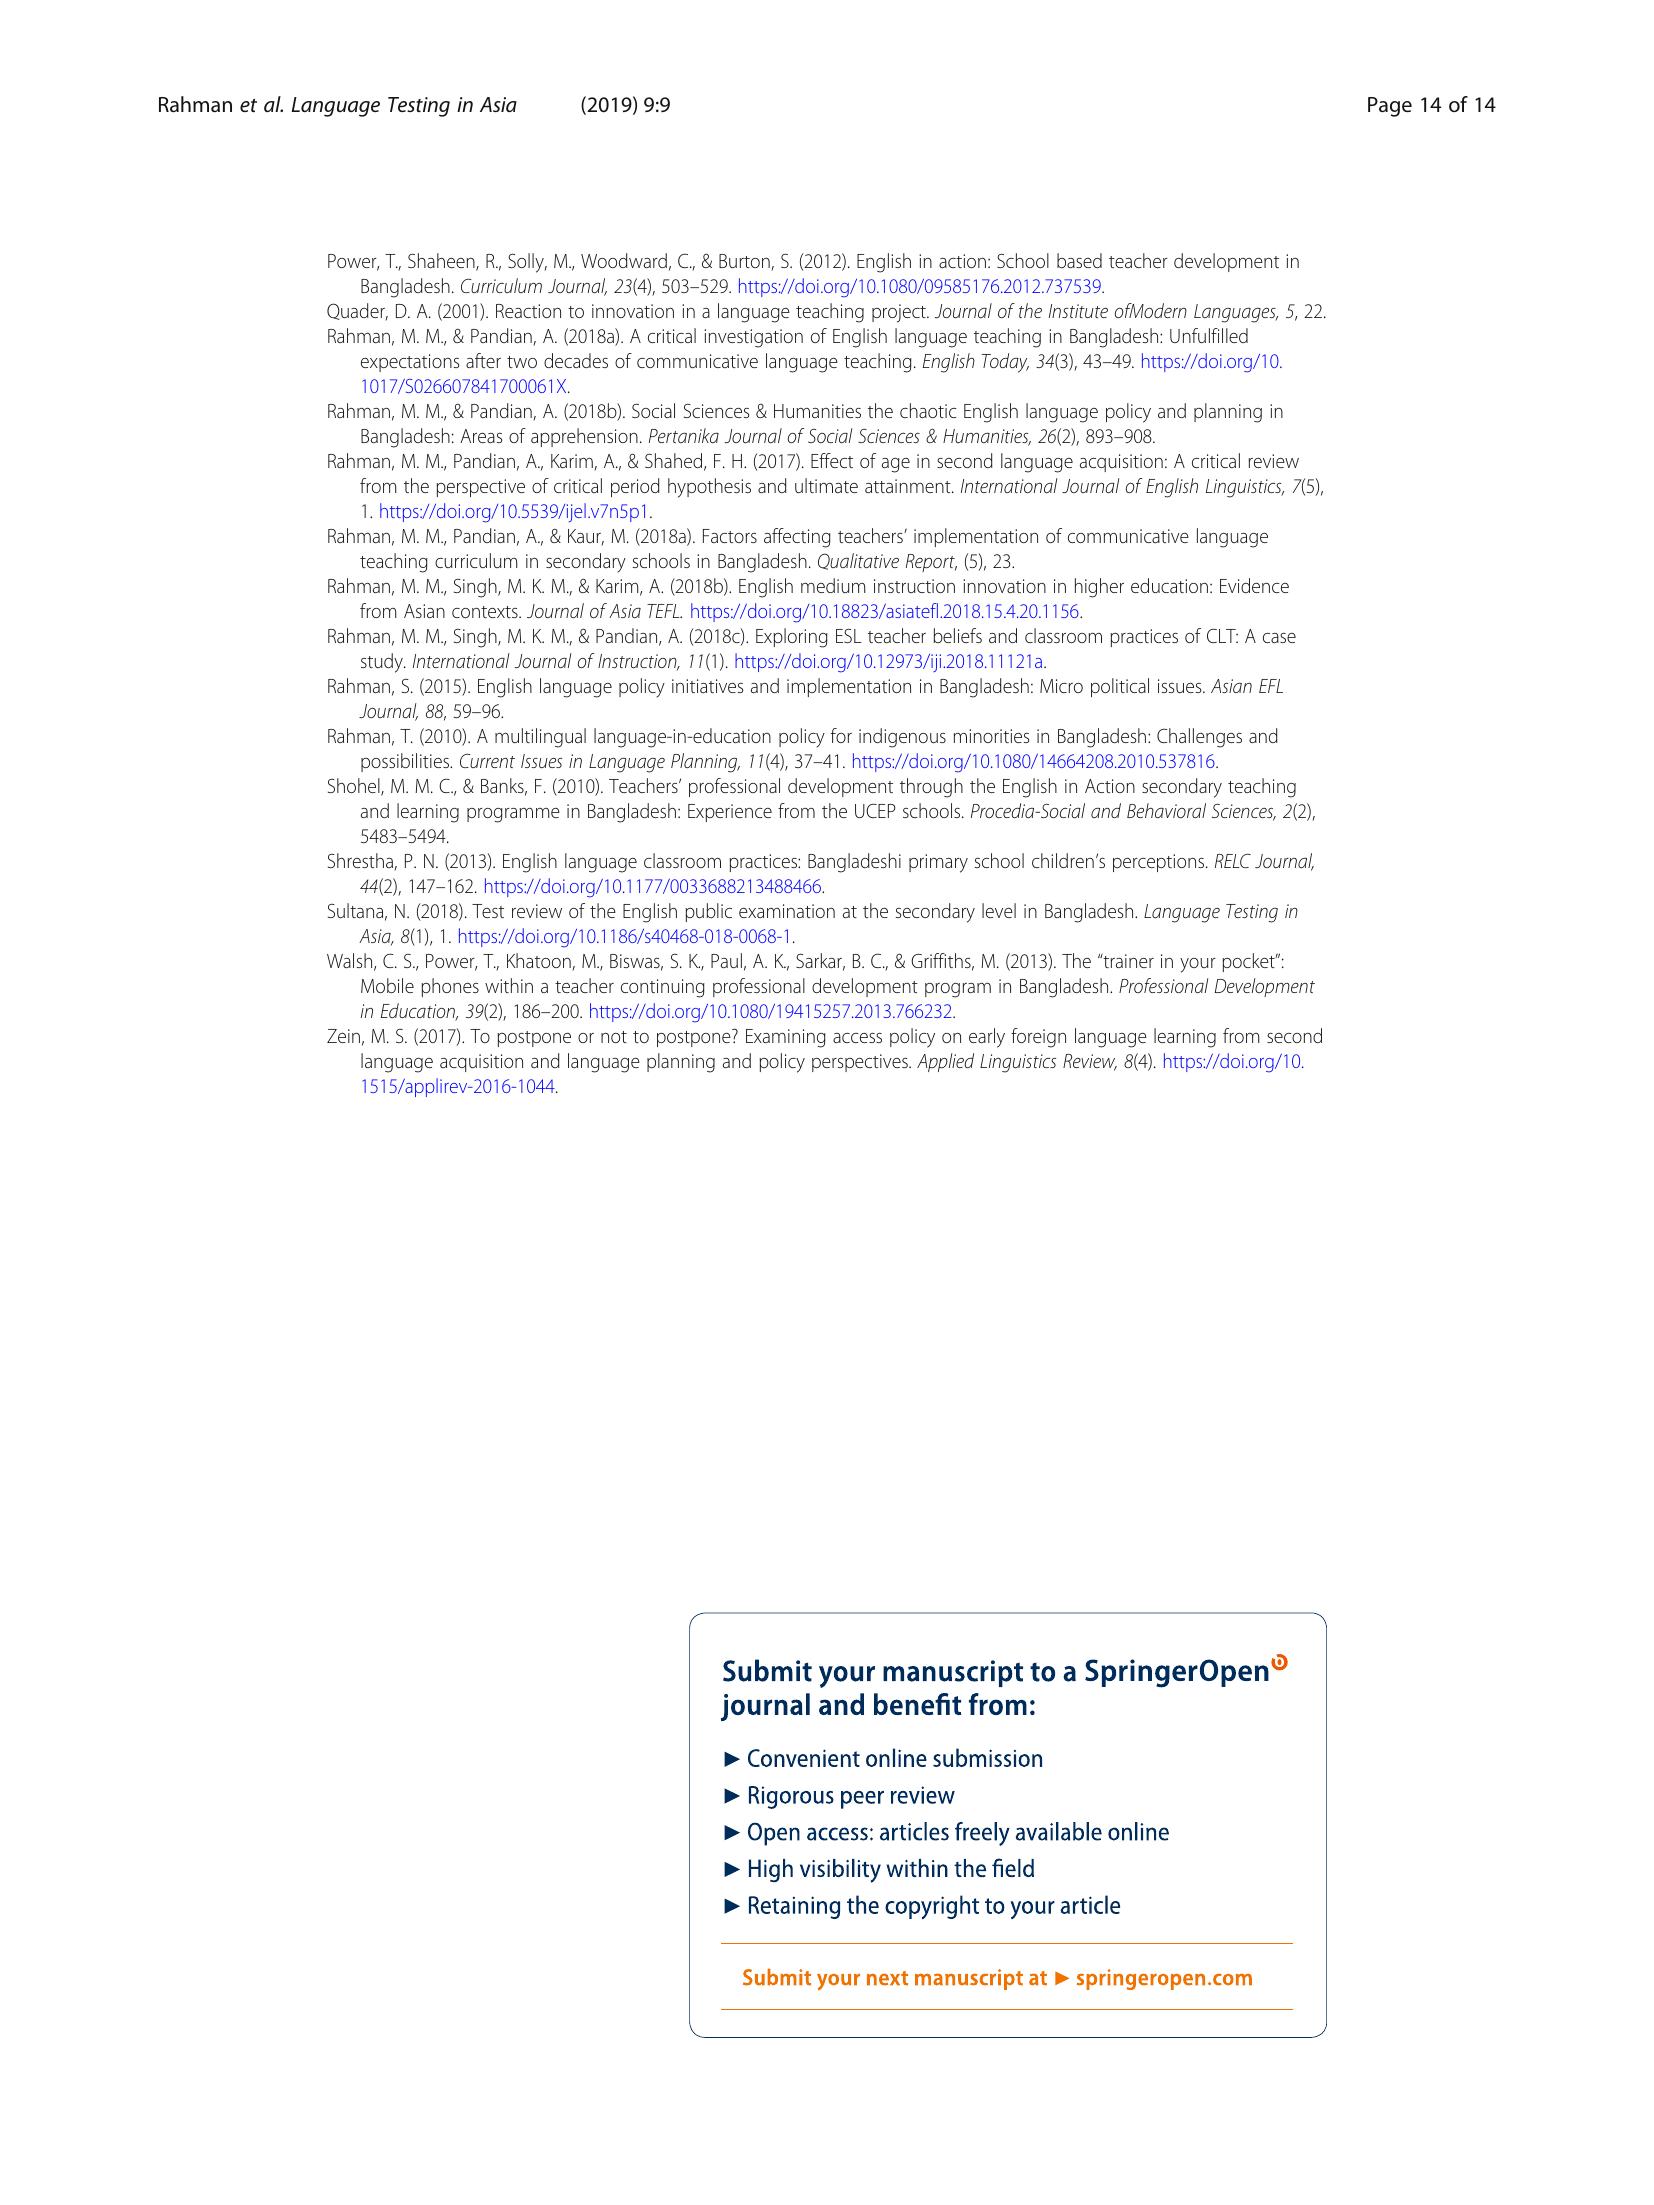 Rahman et al. Language Testing in Asia (2019) 9:9 Page 14 of 14
Power, T., Shaheen, R., Solly, M., Woodward, C., & Burton, S. (2012). English in action: School based teacher development in
Bangladesh. Curriculum Journal, 23(4), 503–529. https://doi.org/10.1080/09585176.2012.737539.
Quader, D. A. (2001). Reaction to innovation in a language teaching project. Journal of the Institute ofModern Languages, 5, 22.
Rahman, M. M., & Pandian, A. (2018a). A critical investigation of English language teaching in Bangladesh: Unfulfilled
expectations after two decades of communicative language teaching. English Today, 34(3), 43–49. https://doi.org/10.
1017/S026607841700061X.
Rahman, M. M., & Pandian, A. (2018b). Social Sciences & Humanities the chaotic English language policy and planning in
Bangladesh: Areas of apprehension. Pertanika Journal of Social Sciences & Humanities, 26(2), 893–908.
Rahman, M. M., Pandian, A., Karim, A., & Shahed, F. H. (2017). Effect of age in second language acquisition: A critical review
from the perspective of critical period hypothesis and ultimate attainment. International Journal of English Linguistics, 7(5),
1. https://doi.org/10.5539/ijel.v7n5p1.
Rahman, M. M., Pandian, A., & Kaur, M. (2018a). Factors affecting teachers’ implementation of communicative language
teaching curriculum in secondary schools in Bangladesh. Qualitative Report, (5), 23.
Rahman, M. M., Singh, M. K. M., & Karim, A. (2018b). English medium instruction innovation in higher education: Evidence
from Asian contexts. Journal of Asia TEFL. https://doi.org/10.18823/asiatefl.2018.15.4.20.1156.
Rahman, M. M., Singh, M. K. M., & Pandian, A. (2018c). Exploring ESL teacher beliefs and classroom practices of CLT: A case
study. International Journal of Instruction, 11(1). https://doi.org/10.12973/iji.2018.11121a.
Rahman, S. (2015). English language policy initiatives and implementation in Bangladesh: Micro political issues. Asian EFL
Journal, 88, 59–96.
Rahman, T. (2010). A multilingual language-in-education policy for indigenous minorities in Bangladesh: Challenges and
possibilities. Current Issues in Language Planning, 11(4), 37–41. https://doi.org/10.1080/14664208.2010.537816.
Shohel, M. M. C., & Banks, F. (2010). Teachers’ professional development through the English in Action secondary teaching
and learning programme in Bangladesh: Experience from the UCEP schools. Procedia-Social and Behavioral Sciences, 2(2),
5483–5494.
Shrestha, P. N. (2013). English language classroom practices: Bangladeshi primary school children’s perceptions. RELC Journal,
44(2), 147–162. https://doi.org/10.1177/0033688213488466.
Sultana, N. (2018). Test review of the English public examination at the secondary level in Bangladesh. Language Testing in
Asia, 8(1), 1. https://doi.org/10.1186/s40468-018-0068-1.
Walsh, C. S., Power, T., Khatoon, M., Biswas, S. K., Paul, A. K., Sarkar, B. C., & Griffiths, M. (2013). The “trainer in your pocket”:
Mobile phones within a teacher continuing professional development program in Bangladesh. Professional Development
in Education, 39(2), 186–200. https://doi.org/10.1080/19415257.2013.766232.
Zein, M. S. (2017). To postpone or not to postpone? Examining access policy on early foreign language learning from second
language acquisition and language planning and policy perspectives. Applied Linguistics Review, 8(4). https://doi.org/10.
1515/applirev-2016-1044.
Submit your manuscript to a SpringerOpen
journal and benefit from:
► Convenient online submission
► Rigorous peer review
► Open access: articles freely available online
► High visibility within the field
► Retaining the copyright to your article
Submit your next manuscript at ► springeropen.com